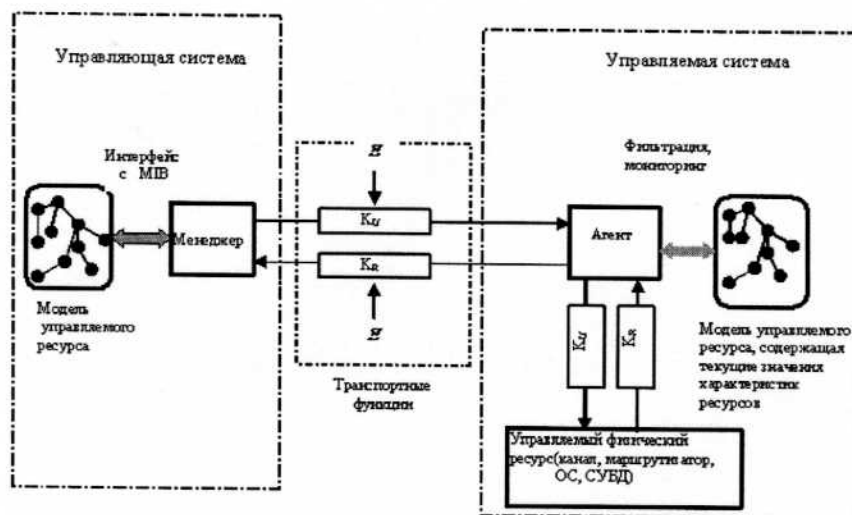 Управляющая система
Управляемая система
Интерфейс
с MIB
Фильтрация,
мониторинг
Менеджер
K_U
K_R
Агент
Модель
управляемого
ресурса
Транспортные
функции
K_U
K_R
Модель управляемого
ресурса, содержащая
текущие значения
характеристик
ресурсов
Управляемый физический
ресурс(канал, маршрутизатор,
ОС, СУБД)